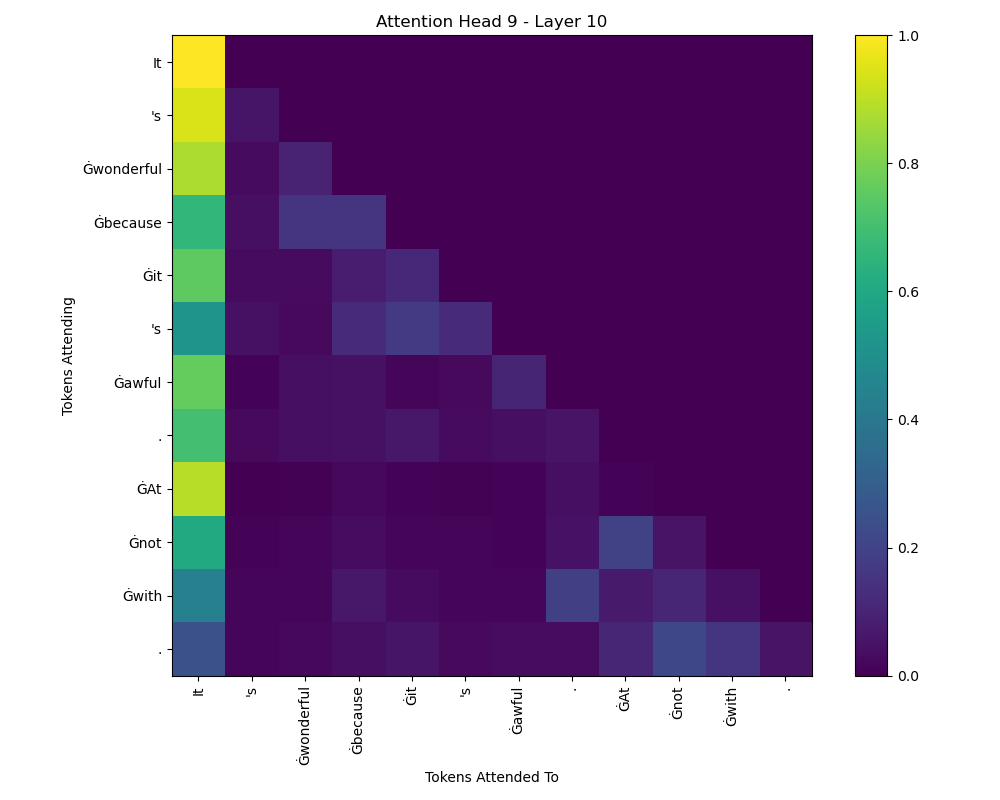 Attention Head 9 - Layer 10
Tokens Attending
It
's
Ġwonderful
Ġbecause
Ġit
's
Ġawful
.
ĠAt
Ġnot
Ġwith
.
It
's
Ġwonderful
Ġbecause
Ġit
's
Ġawful
.
ĠAt
Ġnot
Ġwith
.
Tokens Attended To
1.0
0.8
0.6
0.4
0.2
0.0